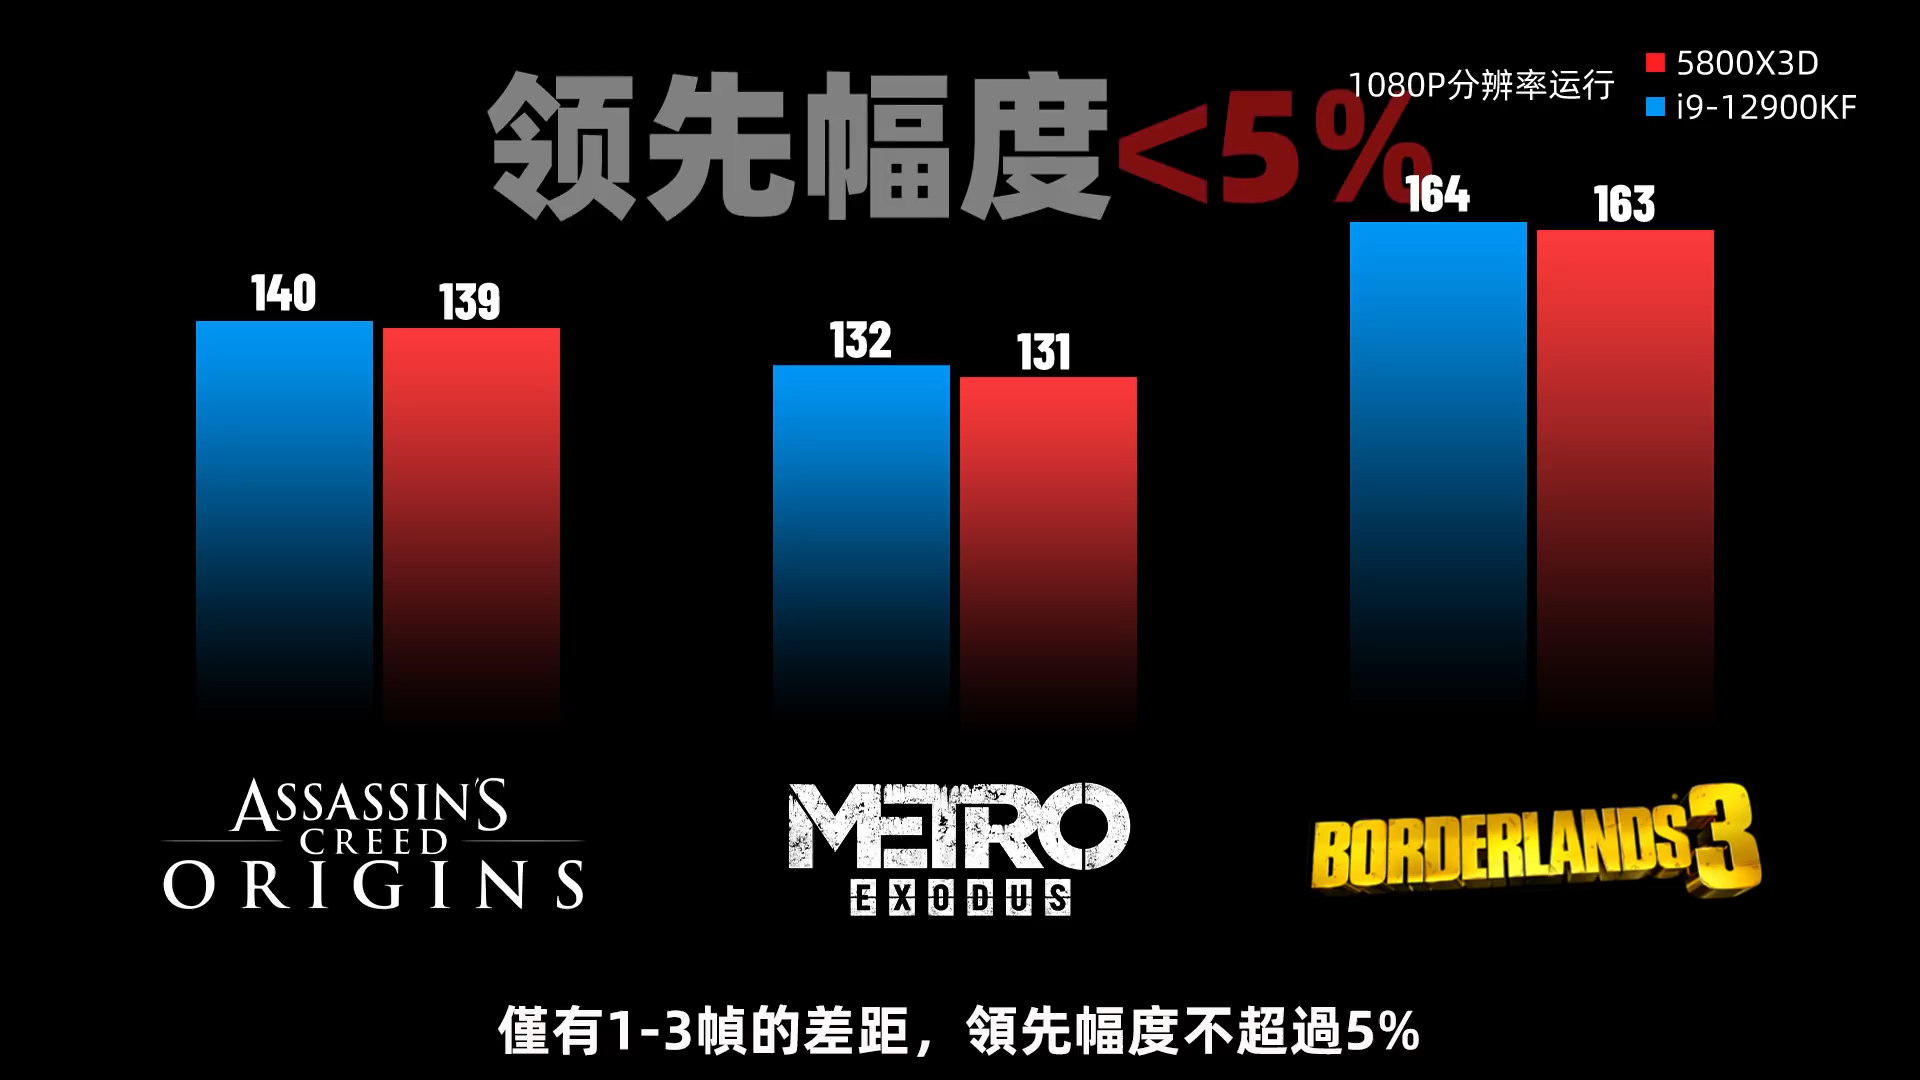 领先幅度<5%
1080P分辨率运行
5800X3D
i9-12900KF
140
139
132
131
164
163
ASSASSIN'S
CREED
ORIGINS
METRO
EXODUS
BORDERLANDS 3
僅有1-3幀的差距，領先幅度不超過5%